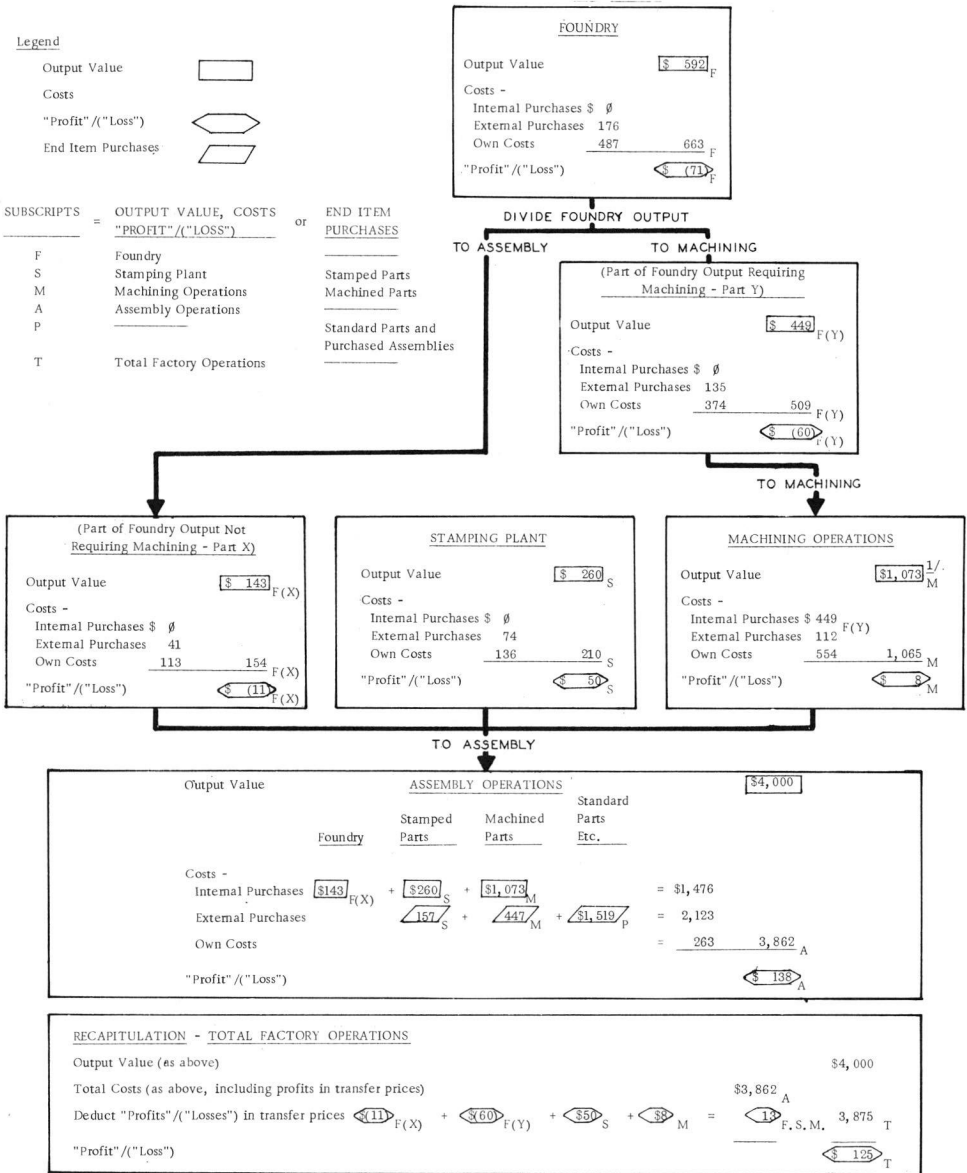 Legend
Output Value
Costs
"Profit"/("Loss")
End Item Purchases
SUBSCRIPTS = OUTPUT VALUE, COSTS "PROFIT"/("LOSS") or END ITEM PURCHASES
F Foundry
S Stamping Plant Stamped Parts
M Machining Operations Machined Parts
A Assembly Operations
P Standard Parts and
Purchased Assemblies
T Total Factory Operations
FOUNDRY
Output Value $ 592 F
Costs -
Internal Purchases $ Ø
External Purchases 176
Own Costs 487 663 F
"Profit"/("Loss") $ (71) F
DIVIDE FOUNDRY OUTPUT
TO ASSEMBLY TO MACHINING
(Part of Foundry Output Requiring
Machining - Part Y)
Output Value $ 449 F(Y)
Costs -
Internal Purchases $ Ø
External Purchases 135
Own Costs 374 509 F(Y)
"Profit"/("Loss") $ (60) F(Y)
TO MACHINING
(Part of Foundry Output Not
Requiring Machining - Part X)
Output Value $ 143 F(X)
Costs -
Internal Purchases $ Ø
External Purchases 41
Own Costs 113 154 F(X)
"Profit"/("Loss") $ (11) F(X)
STAMPING PLANT
Output Value $ 260 S
Costs -
Internal Purchases $ Ø
External Purchases 74
Own Costs 136 210 S
"Profit"/("Loss") $ 50 S
MACHINING OPERATIONS
Output Value $1,073 1/ M
Costs -
Internal Purchases $ 449 F(Y)
External Purchases 112
Own Costs 554 1,065 M
"Profit"/("Loss") $ 8 M
TO ASSEMBLY
Output Value ASSEMBLY OPERATIONS $4,000
Standard
Stamped Machined Parts
Foundry Parts Parts Etc.
Costs -
Internal Purchases $143 F(X) + $260 S + $1,073 M = $1,476
External Purchases 157 S + 447 M + $1,519 P = 2,123
Own Costs = 263 3,862 A
"Profit"/("Loss") $ 138 A
RECAPITULATION - TOTAL FACTORY OPERATIONS
Output Value (as above) $4,000
Total Costs (as above, including profits in transfer prices) $3,862 A
Deduct "Profits"/("Losses") in transfer prices $(11) F(X) + $(60) F(Y) + $50 S + $8 M = 13 F.S.M. 3,875 T
"Profit"/("Loss") $ 125 T